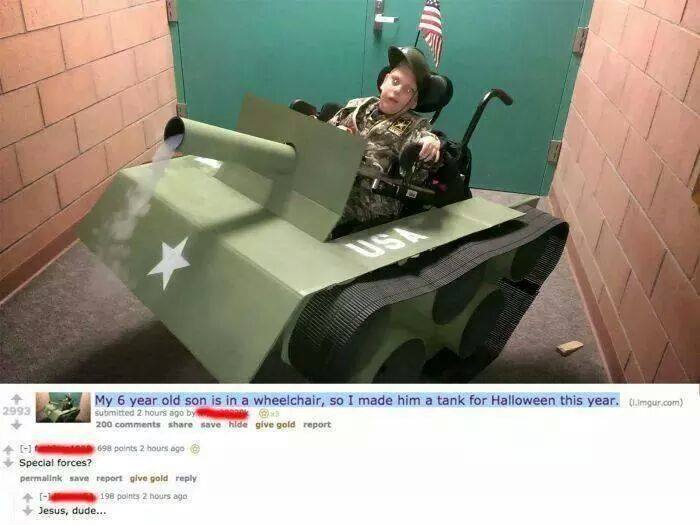 USA
2993
My 6 year old son is in a wheelchair, so I made him a tank for Halloween this year. (i.imgur.com)
submitted 2 hours ago by x3
200 comments share save hide give gold report
[-] 698 points 2 hours ago
Special forces?
permalink save report give gold reply
[-] 198 points 2 hours ago
Jesus, dude...